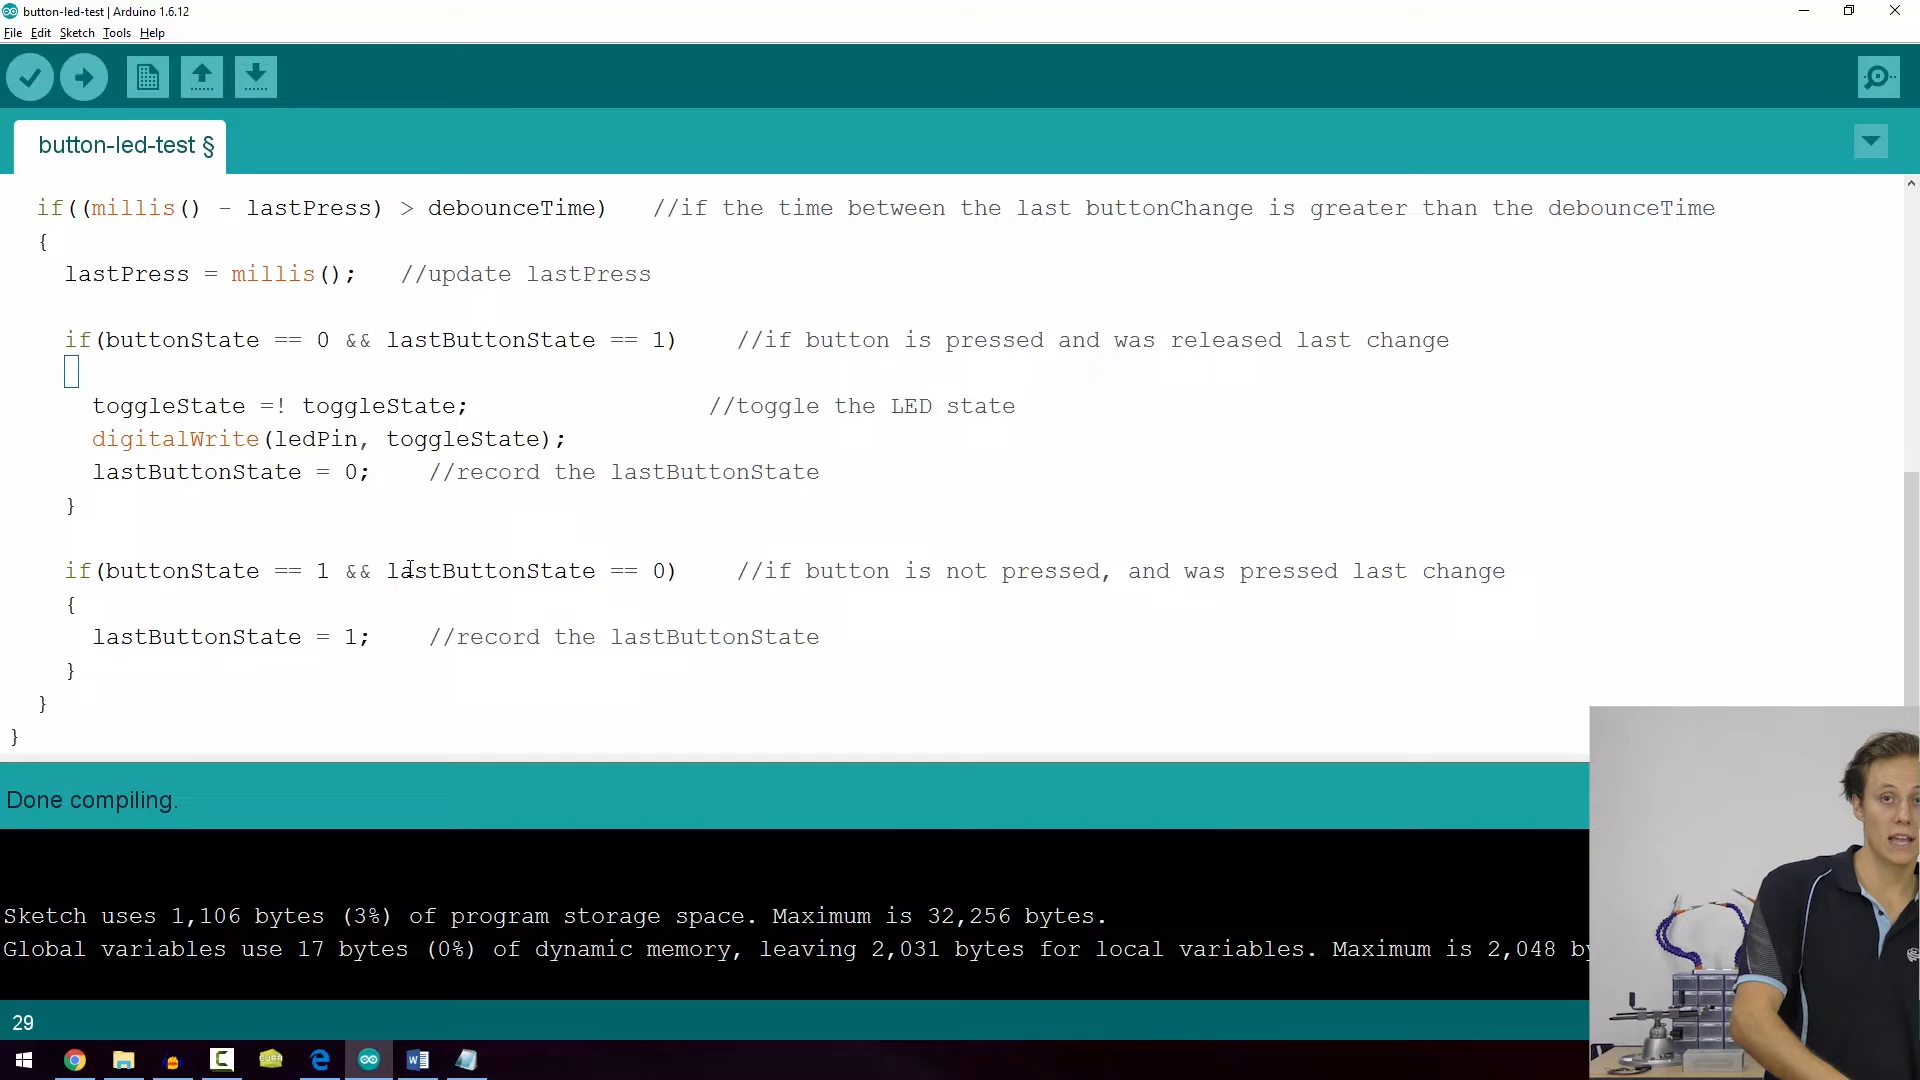 button-led-test | Arduino 1.6.12
File Edit Sketch Tools Help
button-led-test §
if((millis() - lastPress) > debounceTime)   //if the time between the last buttonChange is greater than the debounceTime
{
lastPress = millis();   //update lastPress
if(buttonState == 0 && lastButtonState == 1)    //if button is pressed and was released last change
toggleState =! toggleState;                 //toggle the LED state
digitalWrite(ledPin, toggleState);
lastButtonState = 0;    //record the lastButtonState
}
if(buttonState == 1 && lastButtonState == 0)    //if button is not pressed, and was pressed last change
{
lastButtonState = 1;    //record the lastButtonState
}
}
}
Done compiling.
Sketch uses 1,106 bytes (3%) of program storage space. Maximum is 32,256 bytes.
Global variables use 17 bytes (0%) of dynamic memory, leaving 2,031 bytes for local variables. Maximum is 2,048 by
29
CURA